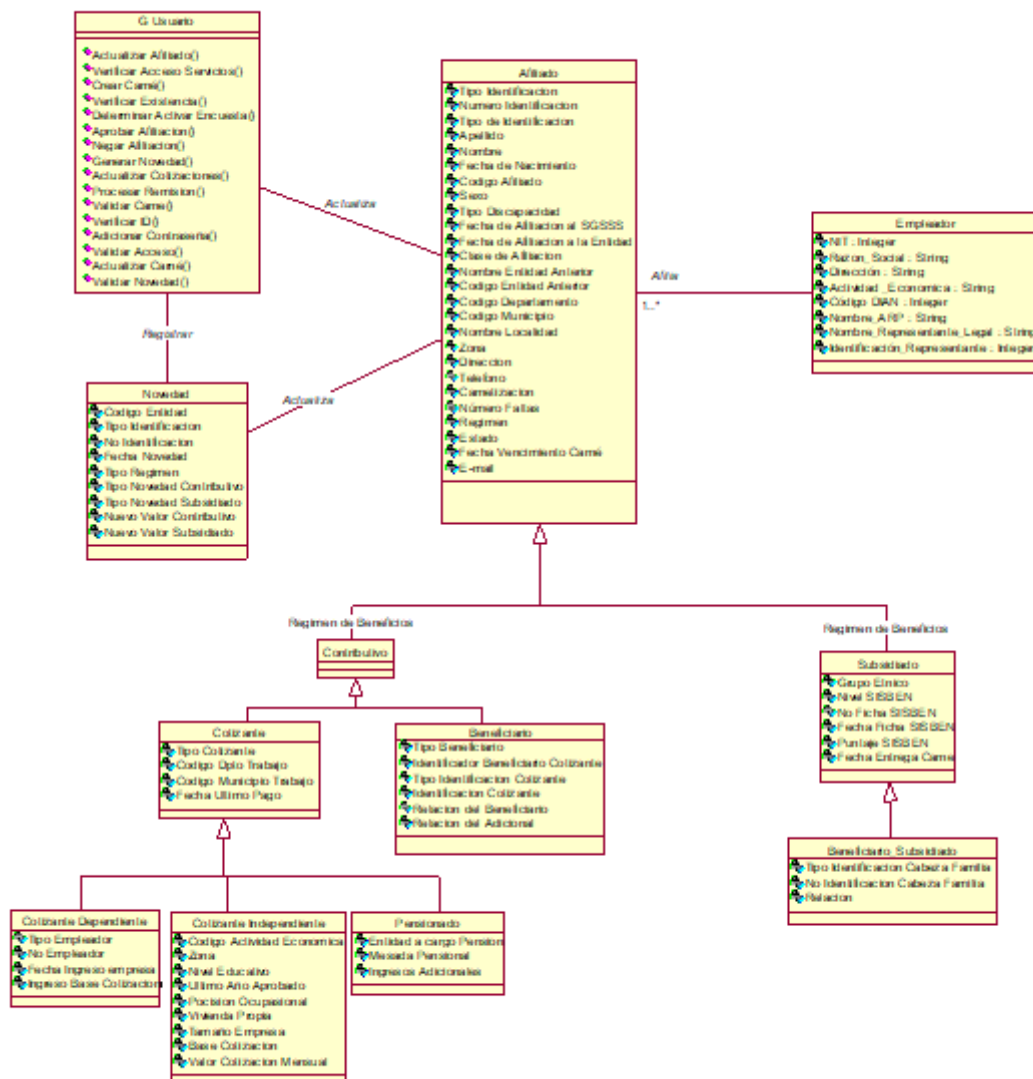 G Usuario
Actualizar Afiliado()
Verificar Acceso Servicios()
Crear Carné()
Verificar Existencia()
Determinar Activar Encuesta()
Aprobar Afiliacion()
Negar Afiliacion()
Generar Novedad()
Actualizar Cotizaciones()
Procesar Remision()
Validar Carne()
Verificar ID()
Adicionar Contraseña()
Validar Acceso()
Actualizar Carné()
Validar Novedad()
Actualiza
Registrar
Novedad
Codigo Entidad
Tipo Identificacion
No Identificacion
Fecha Novedad
Tipo Regimen
Tipo Novedad Contributivo
Tipo Novedad Subsidiado
Nuevo Valor Contributivo
Nuevo Valor Subsidiado
Actualiza
Afiliado
Tipo Identificacion
Numero Identificacion
Tipo de Identificacion
Apellido
Nombre
Fecha de Nacimiento
Codigo Afiliado
Sexo
Tipo Discapacidad
Fecha de Afiliacion al SGSSS
Fecha de Afiliacion a la Entidad
Clase de Afiliacion
Nombre Entidad Anterior
Codigo Entidad Anterior
Codigo Departamento
Codigo Municipio
Nombre Localidad
Zona
Direccion
Telefono
Carnetizacion
Número Fallas
Regimen
Estado
Fecha Vencimiento Carné
E-mail
Afiliar
1..*
Empleador
NIT : Integer
Razon_Social : String
Dirección : String
Actividad _Economica : String
Código DIAN : Integer
Nombre_ARP : String
Nombre_Representante_Legal : String
Identificación_Representante : Integer
Regimen de Beneficios
Contributivo
Regimen de Beneficios
Subsidiado
Grupo Etnico
Nivel SISBEN
No Ficha SISBEN
Fecha Ficha SISBEN
Puntaje SISBEN
Fecha Entrega Carne
Cotizante
Tipo Cotizante
Codigo Dpto Trabajo
Codigo Municipio Trabajo
Fecha Ultimo Pago
Beneficiario
Tipo Beneficiario
Identificador Beneficiario Cotizante
Tipo Identificacion Cotizante
Identificacion Cotizante
Relacion del Beneficiario
Relacion del Adicional
Beneficiario_Subsidiado
Tipo Identificacion Cabeza Familia
No Identificacion Cabeza Familia
Relacion
Cotizante Dependiente
Tipo Empleador
No Empleador
Fecha Ingreso empresa
Ingreso Base Cotizacion
Cotizante Independiente
Codigo Actividad Economica
Zona
Nivel Educativo
Ultimo Año Aprobado
Pocision Ocupasional
Vivienda Propia
Tamaño Empresa
Base Cotizacion
Valor Cotizacion Mensual
Pensionado
Entidad a cargo Pension
Mesada Pensional
Ingresos Adicionales